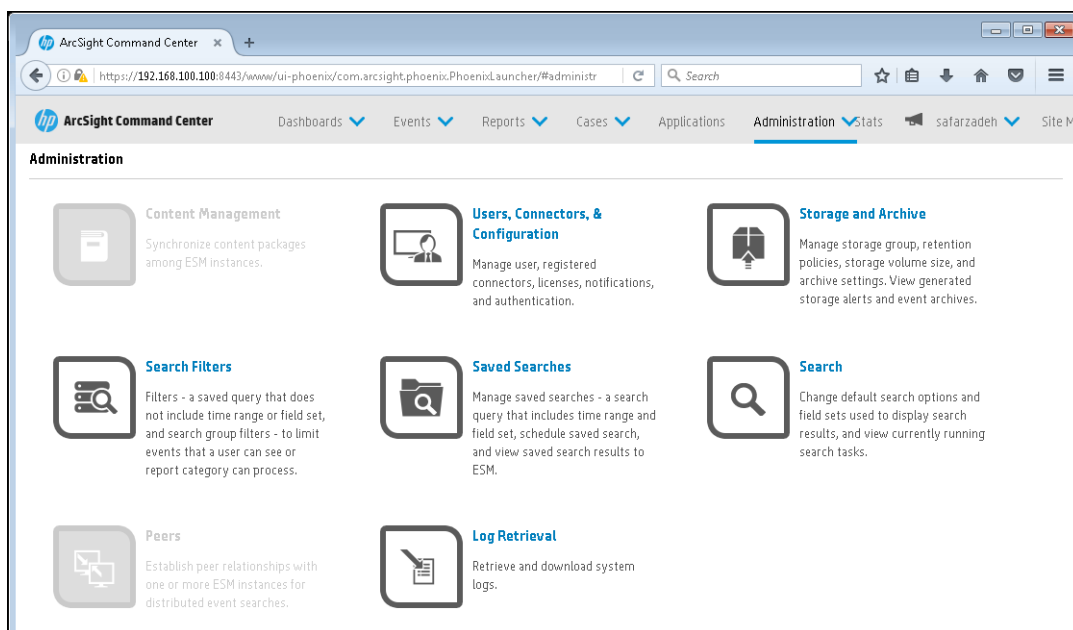 ArcSight Command Center
https://192.168.100.100:8443/www/ui-phoenix/com.arcsight.phoenix.PhoenixLauncher/#administr
Search
hp ArcSight Command Center Dashboards Events Reports Cases Applications Administration Stats safarzadeh Site M
Administration
Content Management
Synchronize content packages
among ESM instances.
Users, Connectors, &
Configuration
Manage user, registered
connectors, licenses, notifications,
and authentication.
Storage and Archive
Manage storage group, retention
policies, storage volume size, and
archive settings. View generated
storage alerts and event archives.
Search Filters
Filters - a saved query that does
not include time range or field set,
and search group filters - to limit
events that a user can see or
report category can process.
Saved Searches
Manage saved searches - a search
query that includes time range and
field set, schedule saved search,
and view saved search results to
ESM.
Search
Change default search options and
field sets used to display search
results, and view currently running
search tasks.
Peers
Establish peer relationships with
one or more ESM instances for
distributed event searches.
Log Retrieval
Retrieve and download system
logs.